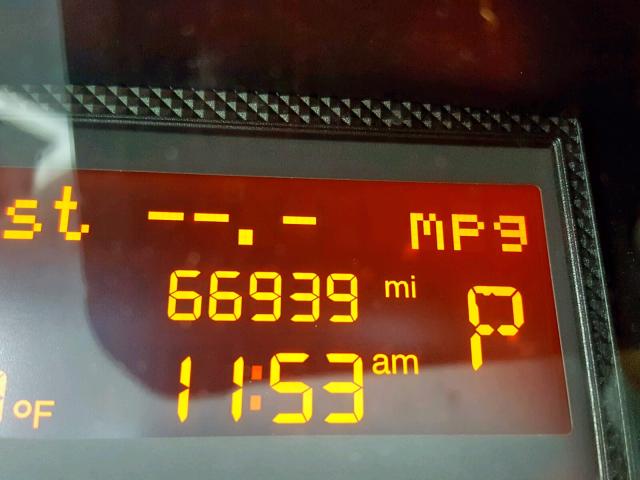 st --.- mpg
66939 mi P
11:53 am
°F